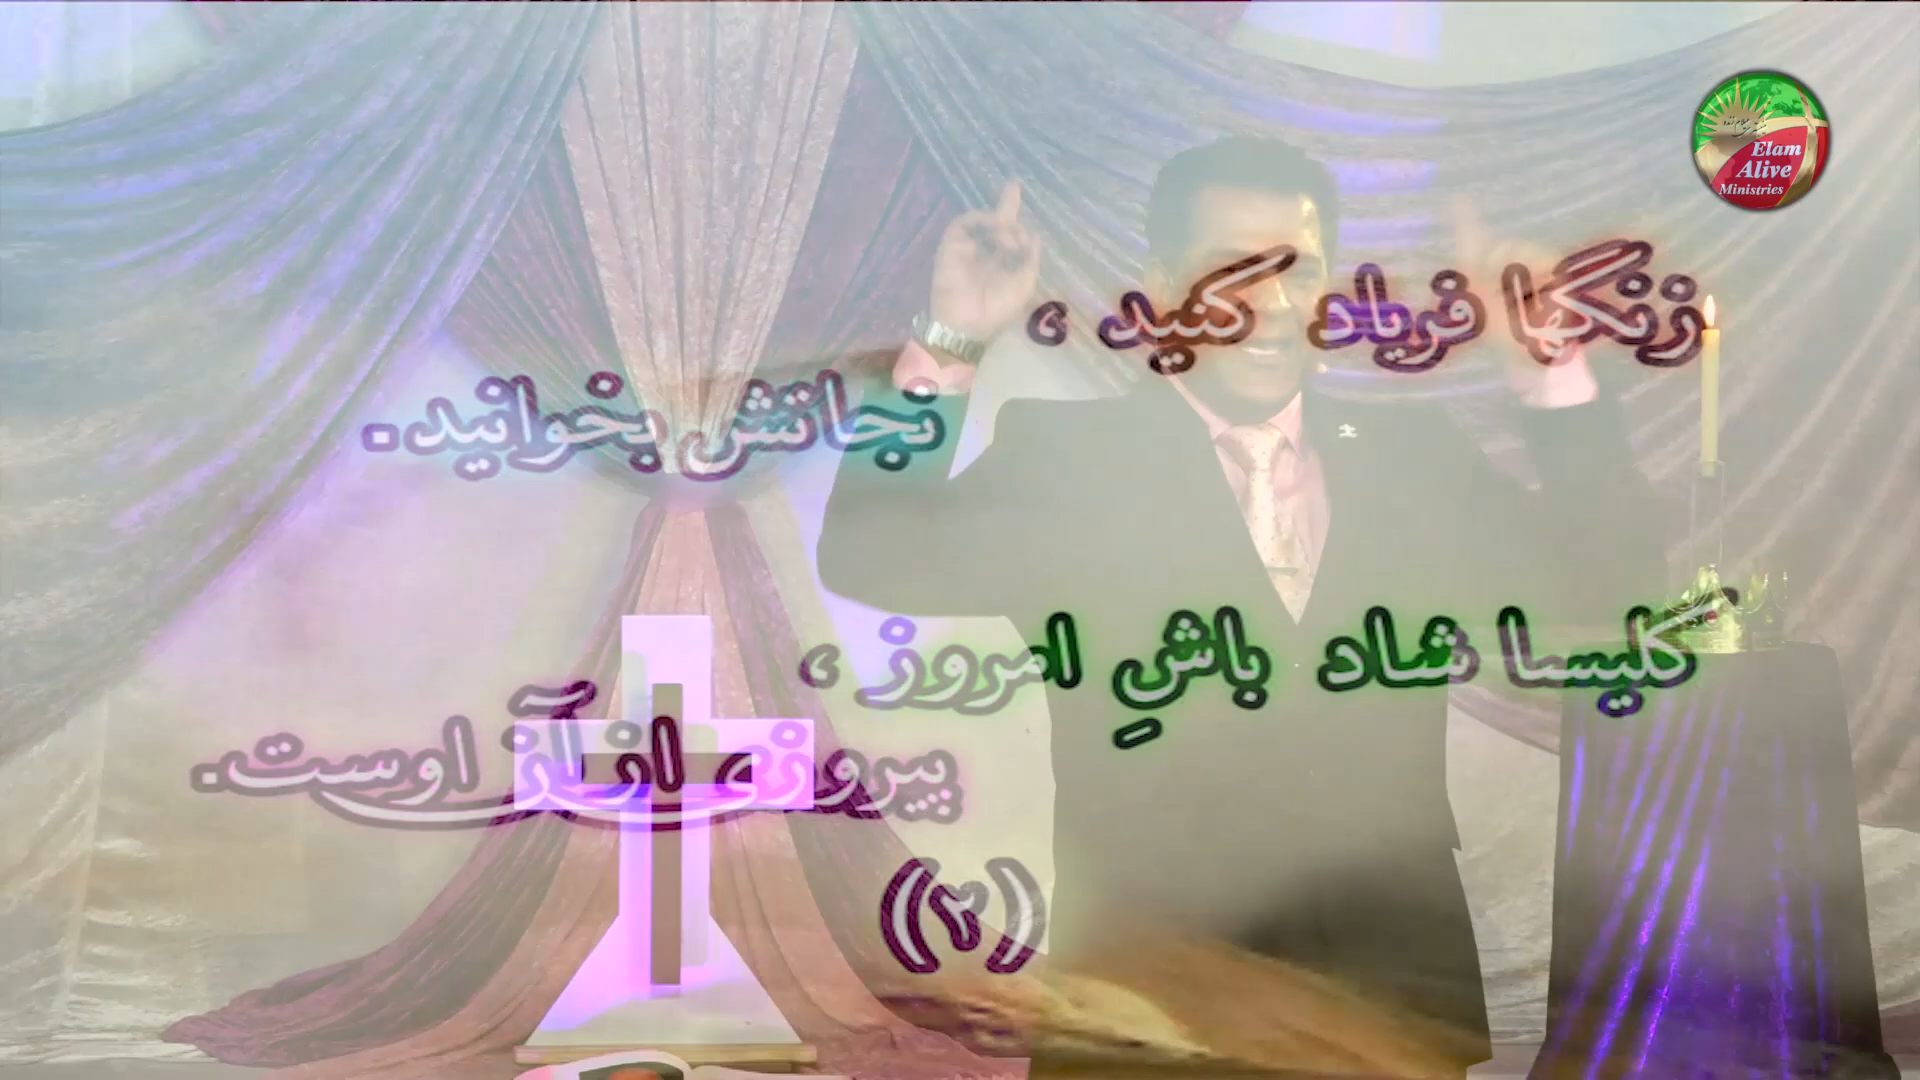 Elam
Alive
Ministries
زنگها فریاد کنید ،
نجاتش بخوانید.
کلیسا شاد باشِ امروز ،
پیروزی از آنِ اوست.
(۲)